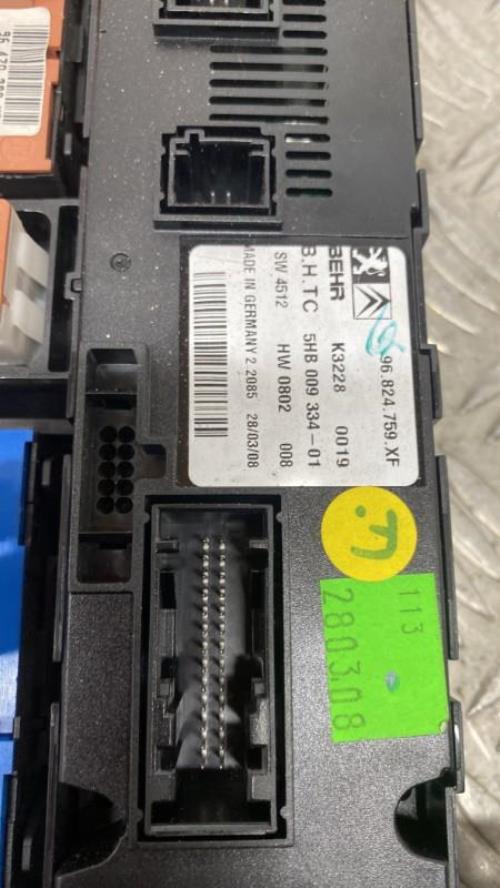 96.824.759.XF
BEHR K3228 0019
B.H.T.C 5HB 009 334-01
SW 4512 HW 0802 008
MADE IN GERMANY 2 2085 28/03/08
113
280308